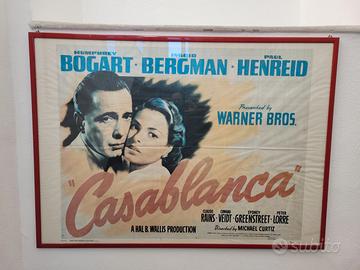 HUMPHREY INGRID PAUL
BOGART · BERGMAN · HENREID
Presented by
WARNER BROS.
"Casablanca"
CLAUDE CONRAD SYDNEY PETER
RAINS · VEIDT · GREENSTREET · LORRE
A HAL B. WALLIS PRODUCTION
Directed by MICHAEL CURTIZ
subito